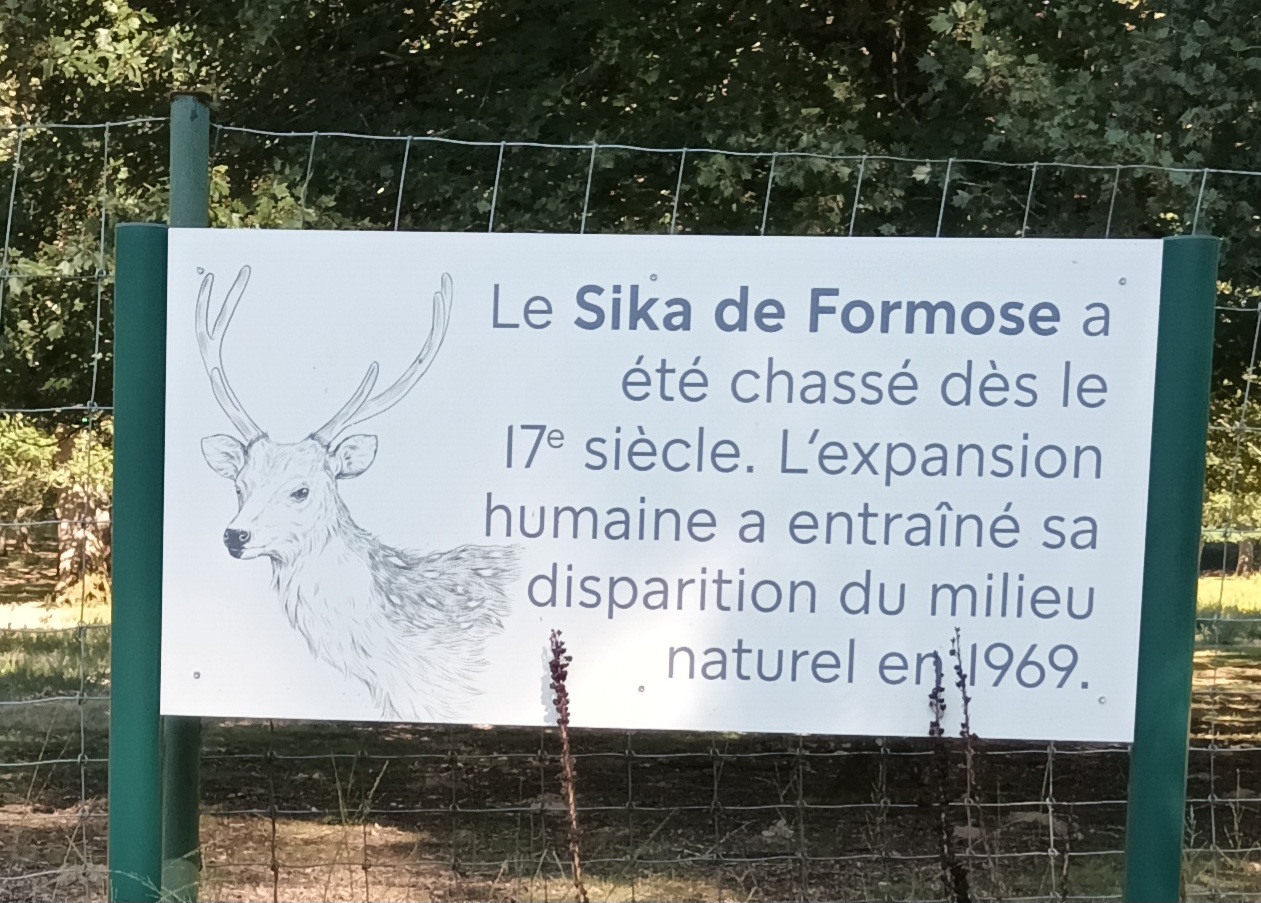 Le Sika de Formose a
été chassé dès le
17e siècle. L'expansion
humaine a entraîné sa
disparition du milieu
naturel en 1969.